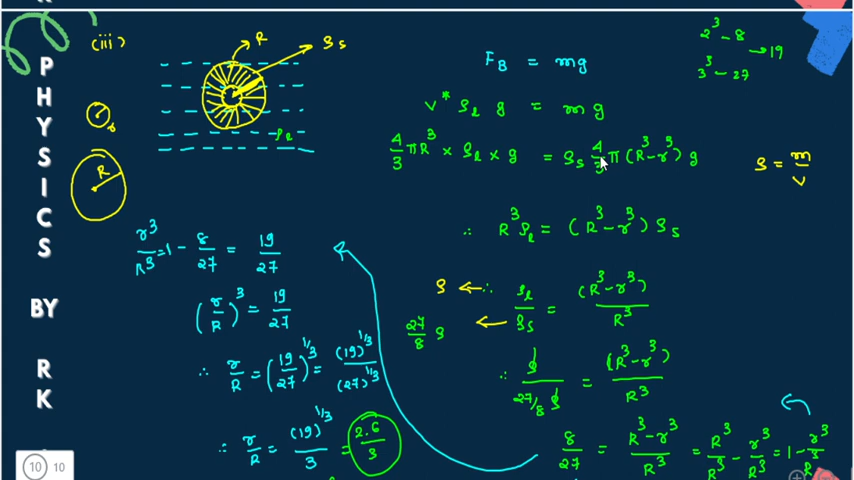 PHYSICS
BY
RK
(iii)
R
ρs
ρl
r
R
F_B = mg
V* ρl g = mg
4/3 πR³ × ρl × g = ρs 4/3 π (R³-r³) g
ρ = m/V
2³ - 8
3³ - 27
→ 19
∴ R³ρl = (R³-r³) ρs
ρ ← ∴ ρl/ρs = (R³-r³)/R³
27/8 ρ ←
∴ ρ/(27/8 ρ) = (R³-r³)/R³
8/27 = (R³-r³)/R³ = R³/R³ - r³/R³ = 1 - r³/R
r³/R³ = 1 - 8/27 = 19/27
(r/R)³ = 19/27
∴ r/R = (19/27)^1/3 = (19)^1/3/(27)^1/3
∴ r/R = (19)^1/3/3 = 2.6/3
10 10